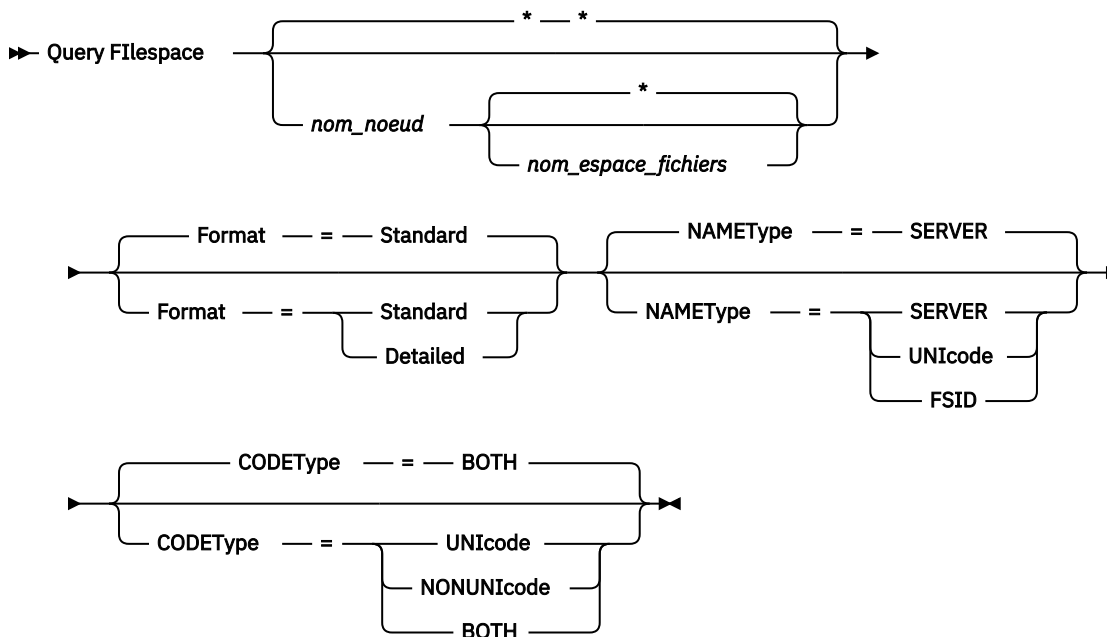 * *
Query FIlespace
*
nom_noeud
nom_espace_fichiers
Format = Standard NAMEType = SERVER
Format = Standard NAMEType = SERVER
Detailed UNIcode
FSID
CODEType = BOTH
CODEType = UNIcode
NONUNIcode
BOTH